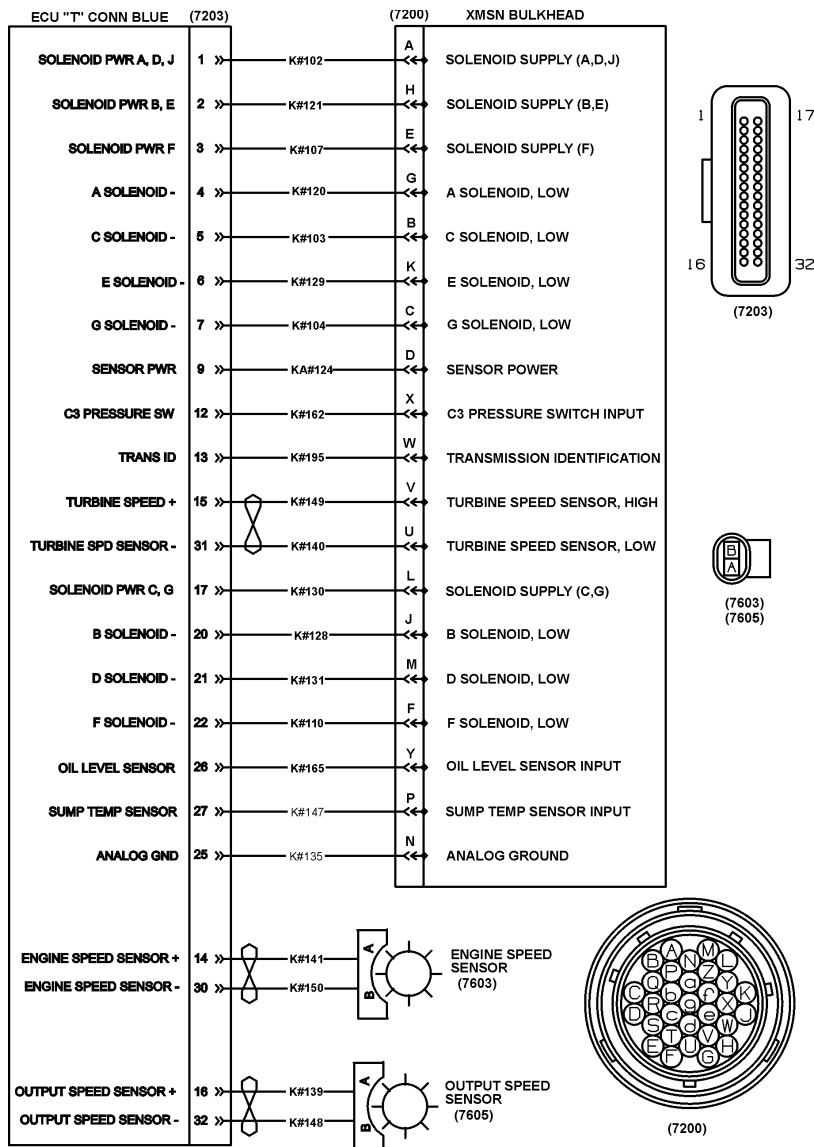 ECU "T" CONN BLUE (7203) (7200) XMSN BULKHEAD
SOLENOID PWR A, D, J 1 K#102 A SOLENOID SUPPLY (A,D,J)
SOLENOID PWR B, E 2 K#121 H SOLENOID SUPPLY (B,E)
SOLENOID PWR F 3 K#107 E SOLENOID SUPPLY (F)
A SOLENOID - 4 K#120 G A SOLENOID, LOW
C SOLENOID - 5 K#103 B C SOLENOID, LOW
E SOLENOID - 6 K#129 K E SOLENOID, LOW
G SOLENOID - 7 K#104 C G SOLENOID, LOW
SENSOR PWR 9 KA#124 D SENSOR POWER
C3 PRESSURE SW 12 K#162 X C3 PRESSURE SWITCH INPUT
TRANS ID 13 K#195 W TRANSMISSION IDENTIFICATION
TURBINE SPEED + 15 K#149 V TURBINE SPEED SENSOR, HIGH
TURBINE SPD SENSOR - 31 K#140 U TURBINE SPEED SENSOR, LOW
SOLENOID PWR C, G 17 K#130 L SOLENOID SUPPLY (C,G)
B SOLENOID - 20 K#128 J B SOLENOID, LOW
D SOLENOID - 21 K#131 M D SOLENOID, LOW
F SOLENOID - 22 K#110 F F SOLENOID, LOW
OIL LEVEL SENSOR 26 K#165 Y OIL LEVEL SENSOR INPUT
SUMP TEMP SENSOR 27 K#147 P SUMP TEMP SENSOR INPUT
ANALOG GND 25 K#135 N ANALOG GROUND
ENGINE SPEED SENSOR + 14 K#141 A
ENGINE SPEED SENSOR - 30 K#150 B
ENGINE SPEED
SENSOR
(7603)
OUTPUT SPEED SENSOR + 16 K#139 A
OUTPUT SPEED SENSOR - 32 K#148 B
OUTPUT SPEED
SENSOR
(7605)
1 17
16 32
(7203)
B
A
(7603)
(7605)
A M
B N L
P Z
Q a Y
C b f K
R g X
D c e J
S d W
T V
E U H
F G
(7200)